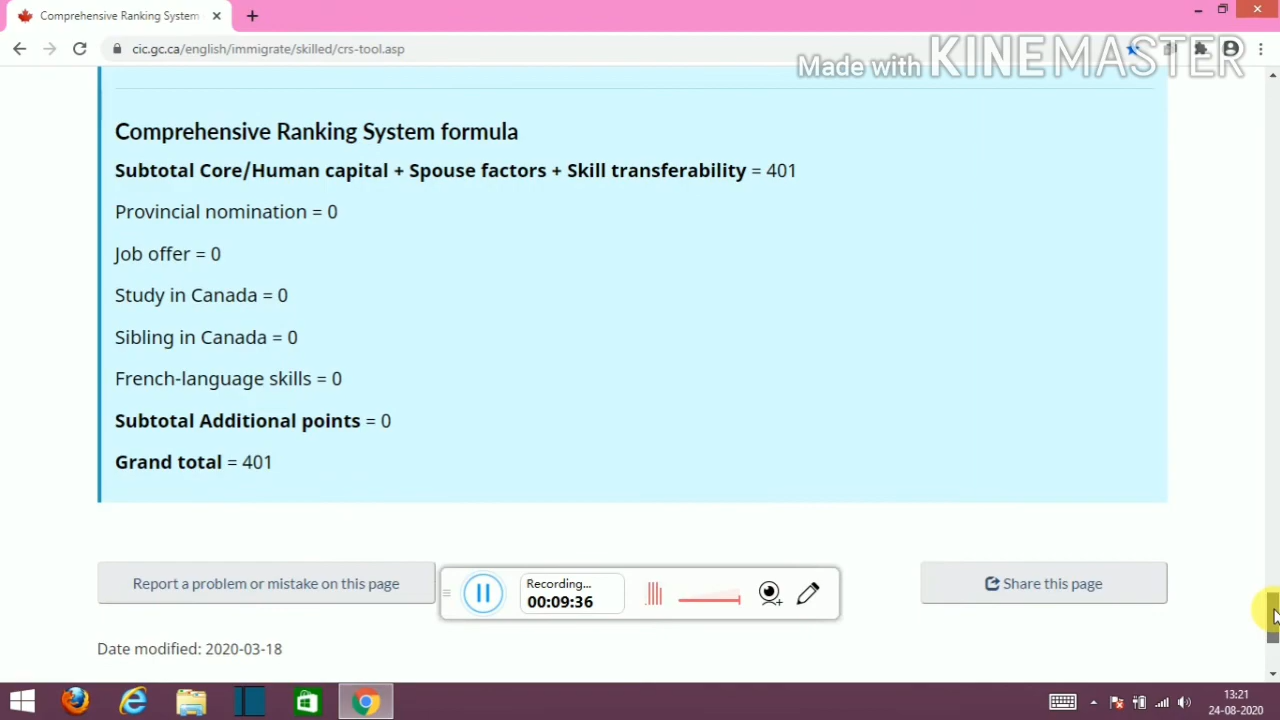 Comprehensive Ranking System
cic.gc.ca/english/immigrate/skilled/crs-tool.asp
Made with KINEMASTER
Comprehensive Ranking System formula
Subtotal Core/Human capital + Spouse factors + Skill transferability = 401
Provincial nomination = 0
Job offer = 0
Study in Canada = 0
Sibling in Canada = 0
French-language skills = 0
Subtotal Additional points = 0
Grand total = 401
Report a problem or mistake on this page
Recording...
00:09:36
Share this page
Date modified: 2020-03-18
13:21
24-08-2020